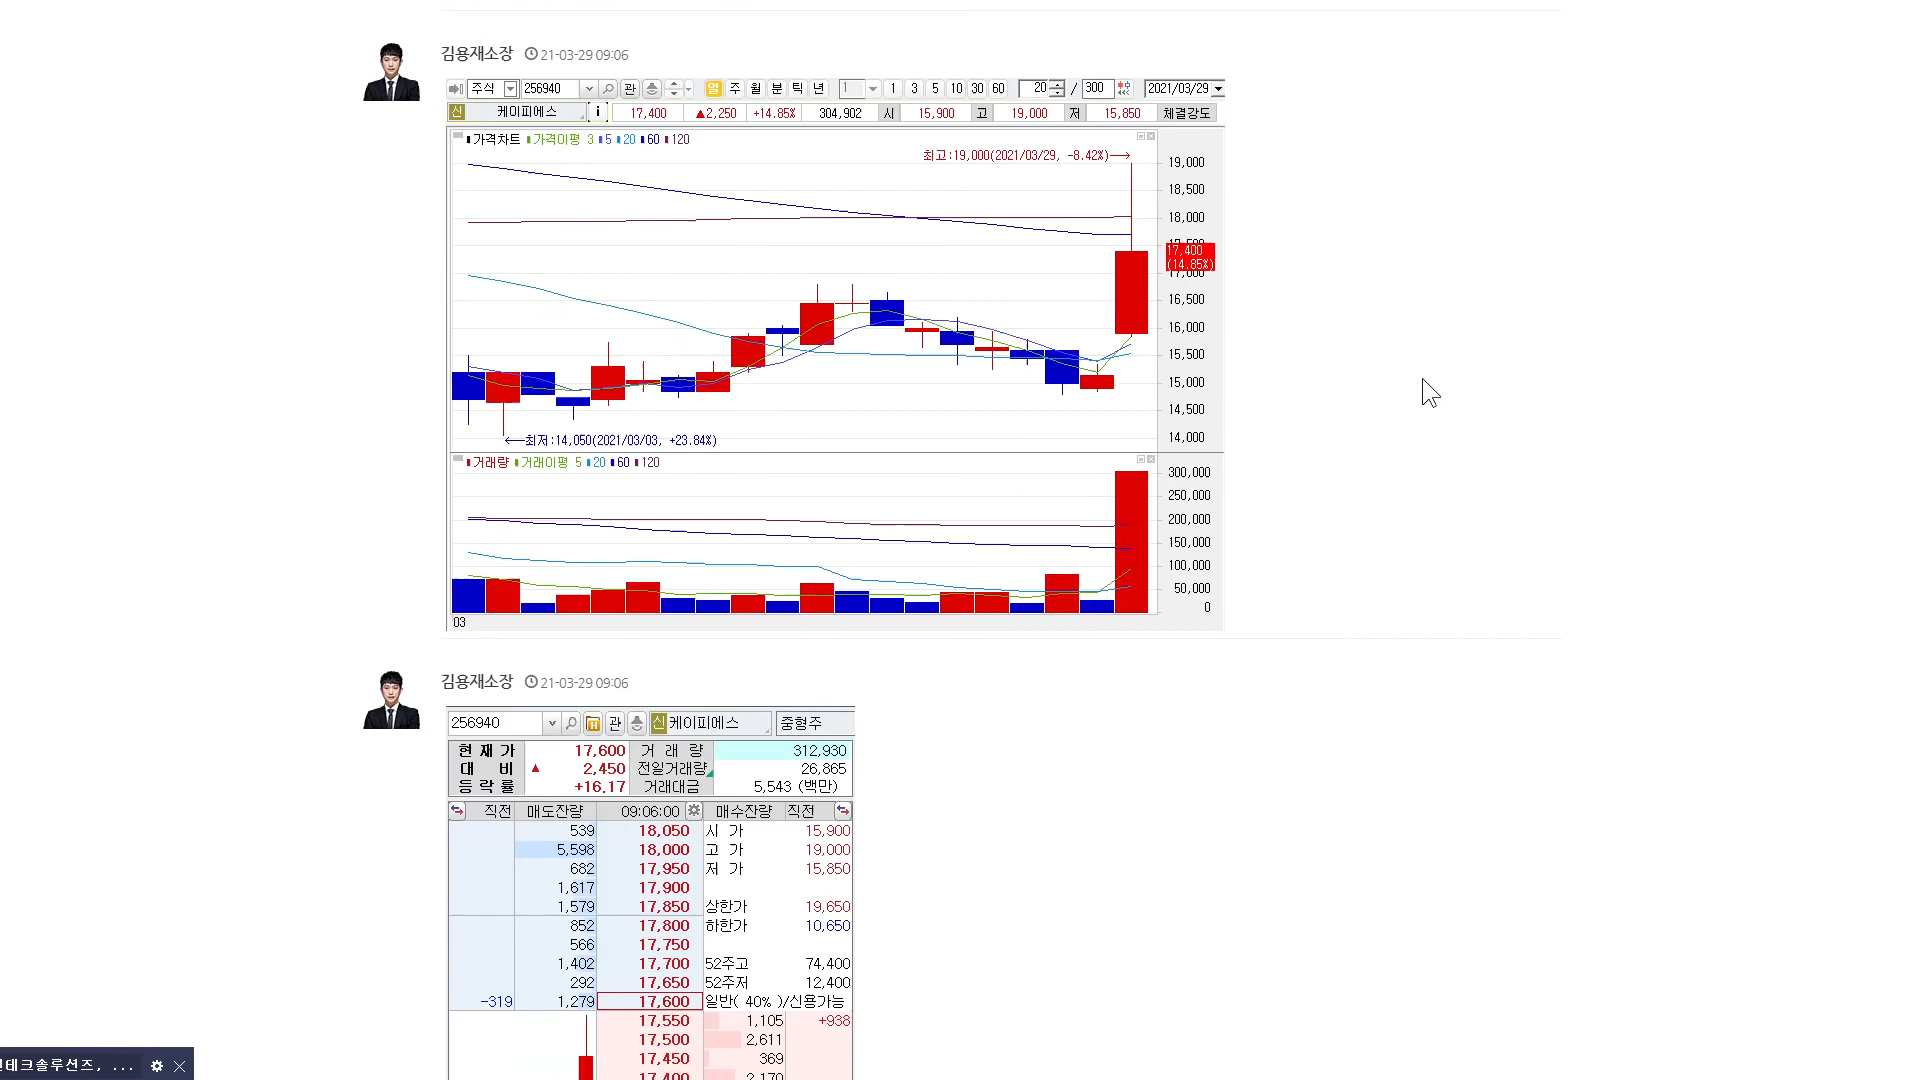 김용재소장 21-03-29 09:06
주식 256940 관 일 주 월 분 틱 년 1 1 3 5 10 30 60 20 / 300 2021/03/29
신 케이피에스 i 17,400 ▲2,250 +14.85% 304,902 시 15,900 고 19,000 저 15,850 체결강도
가격차트 가격이평 3 5 20 60 120
최고:19,000(2021/03/29, -8.42%)
19,000
18,500
18,000
17,500
17,400
(14.85%)
17,000
16,500
16,000
15,500
15,000
14,500
14,000
최저:14,050(2021/03/03, +23.84%)
거래량 거래이평 5 20 60 120
300,000
250,000
200,000
150,000
100,000
50,000
0
03
김용재소장 21-03-29 09:06
256940 관 신 케이피에스 중형주
현재가 17,600 거래량 312,930
대비 ▲ 2,450 전일거래량 26,865
등락률 +16.17 거래대금 5,543 (백만)
직전 매도잔량 09:06:00 매수잔량 직전
539 18,050 시가 15,900
5,598 18,000 고가 19,000
682 17,950 저가 15,850
1,617 17,900
1,579 17,850 상한가 19,650
852 17,800 하한가 10,650
566 17,750
1,402 17,700 52주고 74,400
292 17,650 52주저 12,400
-319 1,279 17,600 일반( 40% )/신용가능
17,550 1,105 +938
17,500 2,611
17,450 369
17,400 2,170
테크솔루션즈, ...